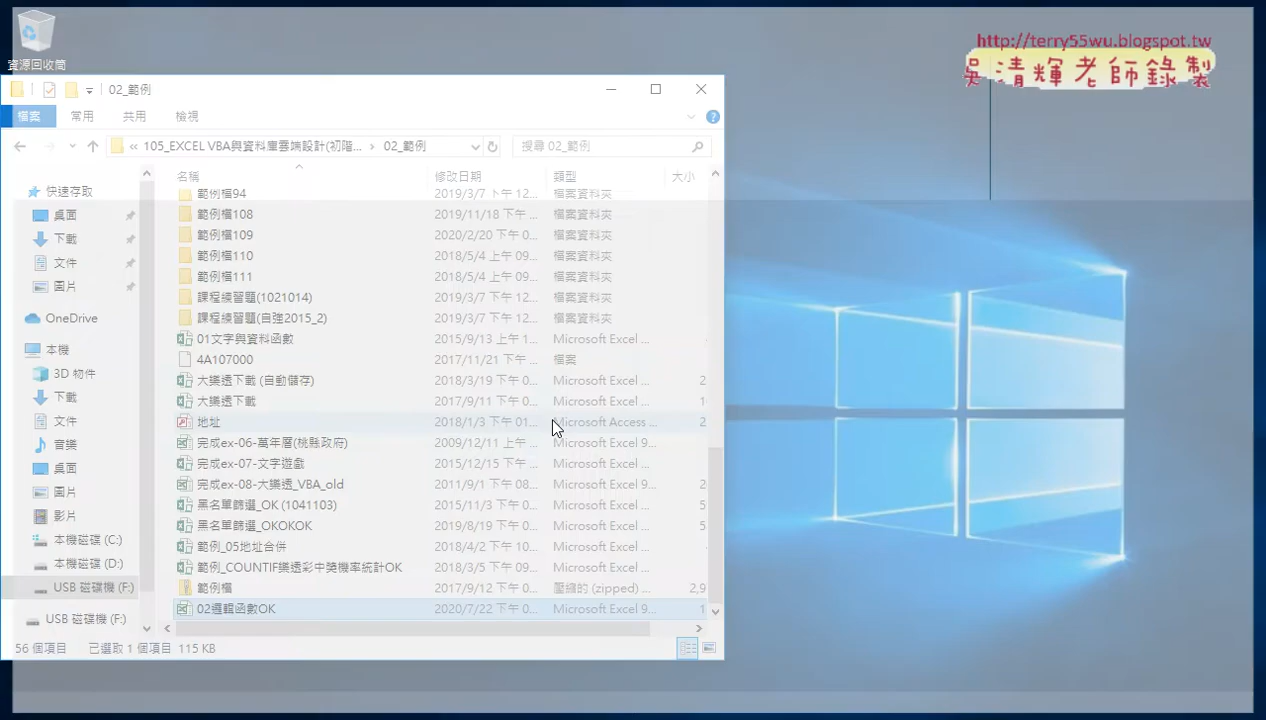 資源回收筒
http://terry55wu.blogspot.tw
吳清輝老師錄製
02_範例
檔案 常用 共用 檢視
« 105_EXCEL VBA與資料庫雲端設計(初階... › 02_範例
搜尋 02_範例
名稱 修改日期 類型 大小
快速存取
桌面
下載
文件
圖片
OneDrive
本機
3D 物件
下載
文件
音樂
桌面
圖片
影片
本機磁碟 (C:)
本機磁碟 (D:)
USB 磁碟機 (F:)
USB 磁碟機 (F:)
範例檔94 2019/3/7 下午 12... 檔案資料夾
範例檔108 2019/11/18 下午 ... 檔案資料夾
範例檔109 2020/2/20 下午 0... 檔案資料夾
範例檔110 2018/5/4 上午 09... 檔案資料夾
範例檔111 2018/5/4 上午 09... 檔案資料夾
課程練習題(1021014) 2019/3/7 下午 12... 檔案資料夾
課程練習題(自強2015_2) 2019/3/7 下午 12... 檔案資料夾
01文字與資料函數 2015/9/13 上午 1... Microsoft Excel ...
4A107000 2017/11/21 下午 ... 檔案
大樂透下載 (自動儲存) 2018/3/19 下午 0... Microsoft Excel ... 2
大樂透下載 2017/9/11 下午 0... Microsoft Excel ... 1
地址 2018/1/3 下午 01... Microsoft Access ... 2
完成ex-06-萬年曆(桃縣政府) 2009/12/11 上午 ... Microsoft Excel 9...
完成ex-07-文字遊戲 2015/12/15 下午 ... Microsoft Excel 9...
完成ex-08-大樂透_VBA_old 2011/9/1 下午 08... Microsoft Excel 9... 2
黑名單篩選_OK (1041103) 2015/11/3 下午 0... Microsoft Excel ... 5
黑名單篩選_OKOKOK 2019/8/19 下午 0... Microsoft Excel ... 5
範例_05地址合併 2018/4/2 下午 10... Microsoft Excel ...
範例_COUNTIF樂透彩中獎機率統計OK 2018/3/5 下午 09... Microsoft Excel ...
範例檔 2017/9/12 下午 0... 壓縮的 (zipped) ... 2,9
02邏輯函數OK 2020/7/22 下午 0... Microsoft Excel 9... 1
56 個項目 已選取 1 個項目 115 KB